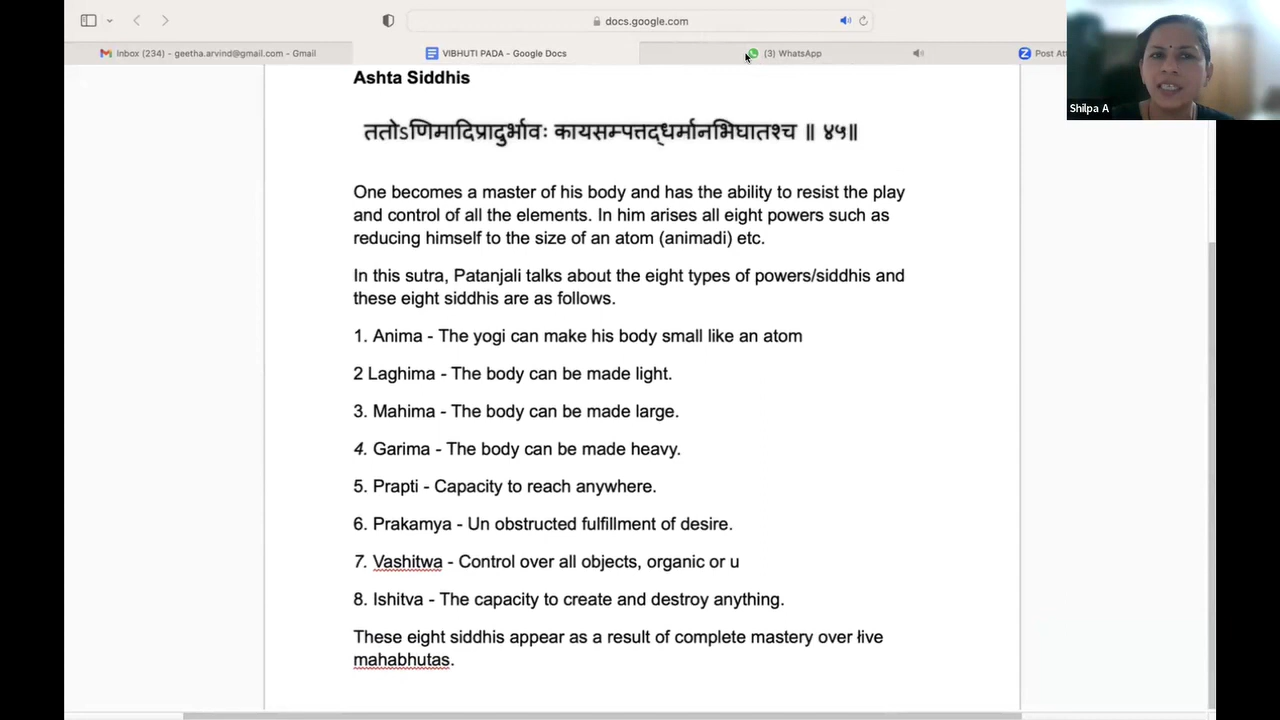 docs.google.com
Inbox (234) - geetha.arvind@gmail.com - Gmail
VIBHUTI PADA - Google Docs
(3) WhatsApp
Post At
Shilpa A
Ashta Siddhis
ततोऽणिमादिप्रादुर्भावः कायसम्पत्तद्धर्मानभिघातश्च ॥ ४५॥
One becomes a master of his body and has the ability to resist the play
and control of all the elements. In him arises all eight powers such as
reducing himself to the size of an atom (animadi) etc.
In this sutra, Patanjali talks about the eight types of powers/siddhis and
these eight siddhis are as follows.
1. Anima - The yogi can make his body small like an atom
2 Laghima - The body can be made light.
3. Mahima - The body can be made large.
4. Garima - The body can be made heavy.
5. Prapti - Capacity to reach anywhere.
6. Prakamya - Un obstructed fulfillment of desire.
7. Vashitwa - Control over all objects, organic or u
8. Ishitva - The capacity to create and destroy anything.
These eight siddhis appear as a result of complete mastery over łive
mahabhutas.